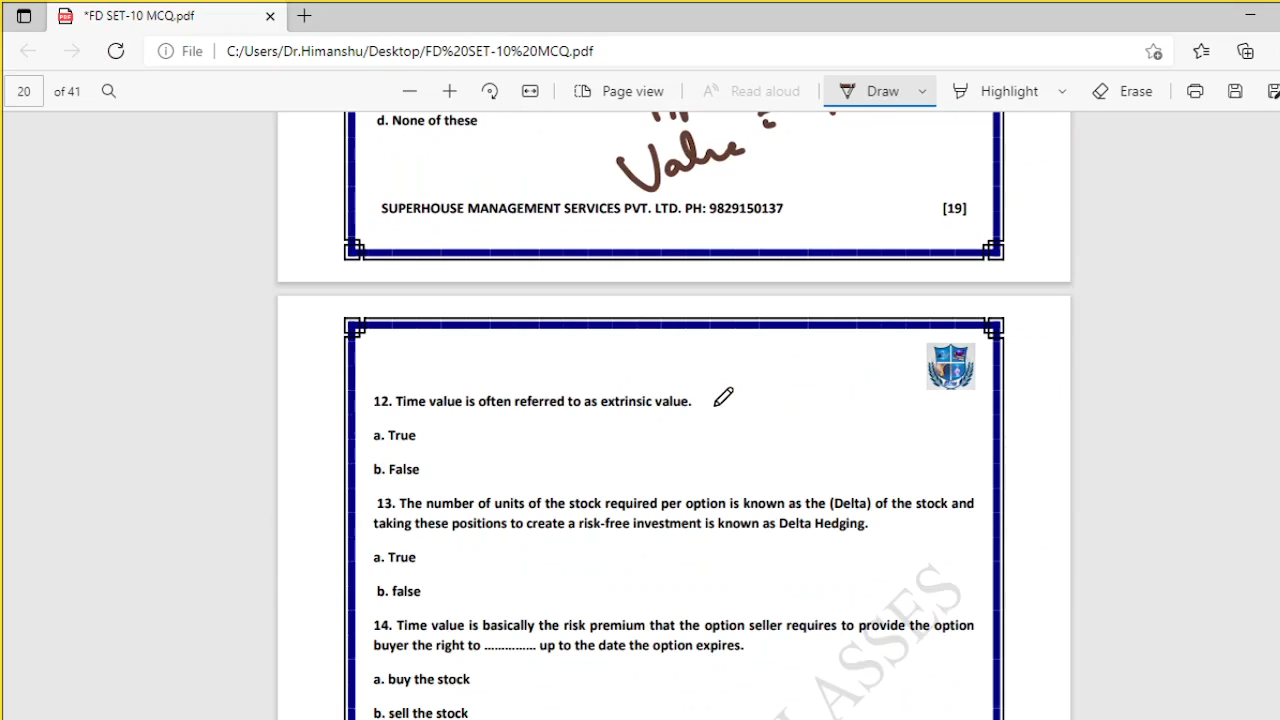 *FD SET-10 MCQ.pdf
File
C:/Users/Dr.Himanshu/Desktop/FD%20SET-10%20MCQ.pdf
20 of 41
Page view
Read aloud
Draw
Highlight
Erase
d. None of these
Value
SUPERHOUSE MANAGEMENT SERVICES PVT. LTD. PH: 9829150137 [19]
12. Time value is often referred to as extrinsic value.
a. True
b. False
13. The number of units of the stock required per option is known as the (Delta) of the stock and
taking these positions to create a risk-free investment is known as Delta Hedging.
a. True
b. false
14. Time value is basically the risk premium that the option seller requires to provide the option
buyer the right to …………… up to the date the option expires.
a. buy the stock
b. sell the stock
LASSES